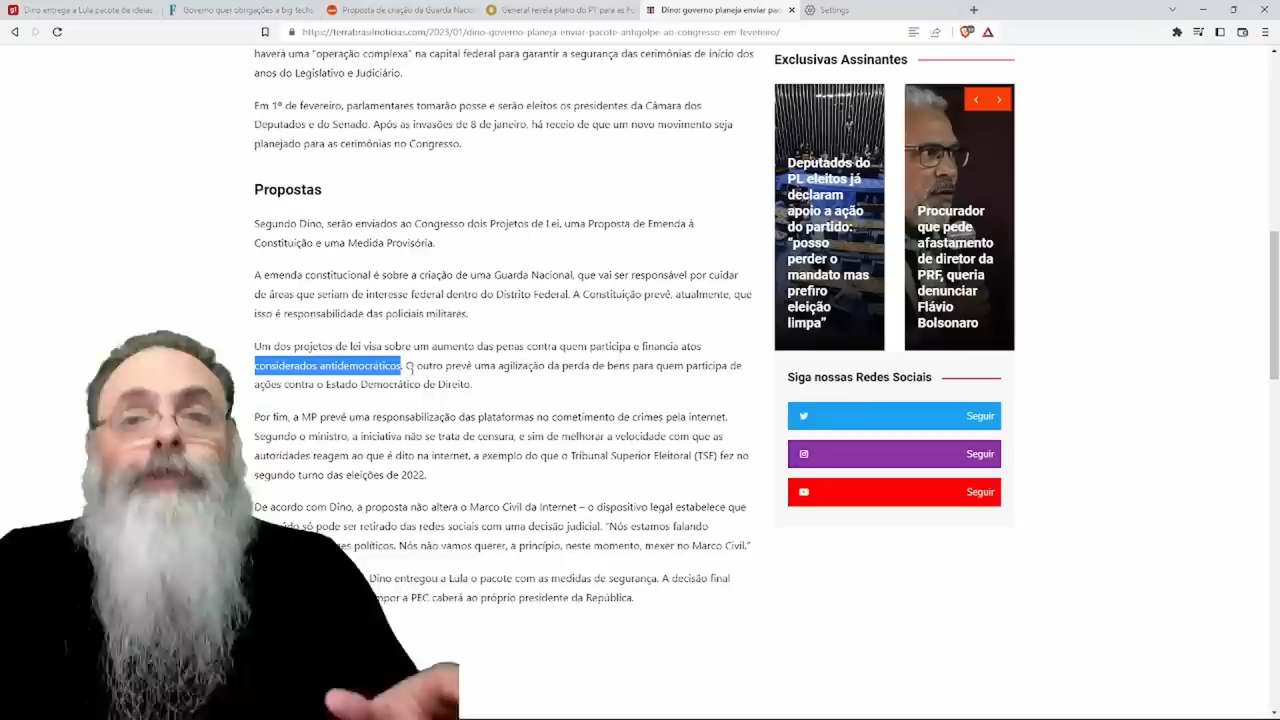 Dino entrega a Lula pacote de ideias
Governo quer obrigações a big techs
Proposta de criação da Guarda Nacion
General revela plano do PT para as Fo
Dino: governo planeja enviar pac
Settings
https://terrabrasilnoticias.com/2023/01/dino-governo-planeja-enviar-pacote-antigolpe-ao-congresso-em-fevereiro/
haverá uma “operação complexa” na capital federal para garantir a segurança das cerimônias de início dos
anos do Legislativo e Judiciário.
Em 1º de fevereiro, parlamentares tomarão posse e serão eleitos os presidentes da Câmara dos
Deputados e do Senado. Após as invasões de 8 de janeiro, há receio de que um novo movimento seja
planejado para as cerimônias no Congresso.
Propostas
Segundo Dino, serão enviados ao Congresso dois Projetos de Lei, uma Proposta de Emenda à
Constituição e uma Medida Provisória.
A emenda constitucional é sobre a criação de uma Guarda Nacional, que vai ser responsável por cuidar
de áreas que seriam de interesse federal dentro do Distrito Federal. A Constituição prevê, atualmente, que
isso é responsabilidade das policiais militares.
Um dos projetos de lei visa sobre um aumento das penas contra quem participa e financia atos
considerados antidemocráticos. O outro prevê uma agilização da perda de bens para quem participa de
ações contra o Estado Democrático de Direito.
Por fim, a MP prevê uma responsabilização das plataformas no cometimento de crimes pela internet.
Segundo o ministro, a iniciativa não se trata de censura, e sim de melhorar a velocidade com que as
autoridades reagem ao que é dito na internet, a exemplo do que o Tribunal Superior Eleitoral (TSE) fez no
segundo turno das eleições de 2022.
De acordo com Dino, a proposta não altera o Marco Civil da Internet – o dispositivo legal estabelece que
só pode ser retirado das redes sociais com uma decisão judicial. “Nós estamos falando
políticos. Nós não vamos querer, a princípio, neste momento, mexer no Marco Civil.”
Dino entregou a Lula o pacote com as medidas de segurança. A decisão final
a PEC caberá ao próprio presidente da República.
Exclusivas Assinantes
Deputados do
PL eleitos já
declaram
apoio a ação
do partido:
“posso
perder o
mandato mas
prefiro
eleição
limpa”
Procurador
que pede
afastamento
de diretor da
PRF, queria
denunciar
Flávio
Bolsonaro
Siga nossas Redes Sociais
Seguir
Seguir
Seguir